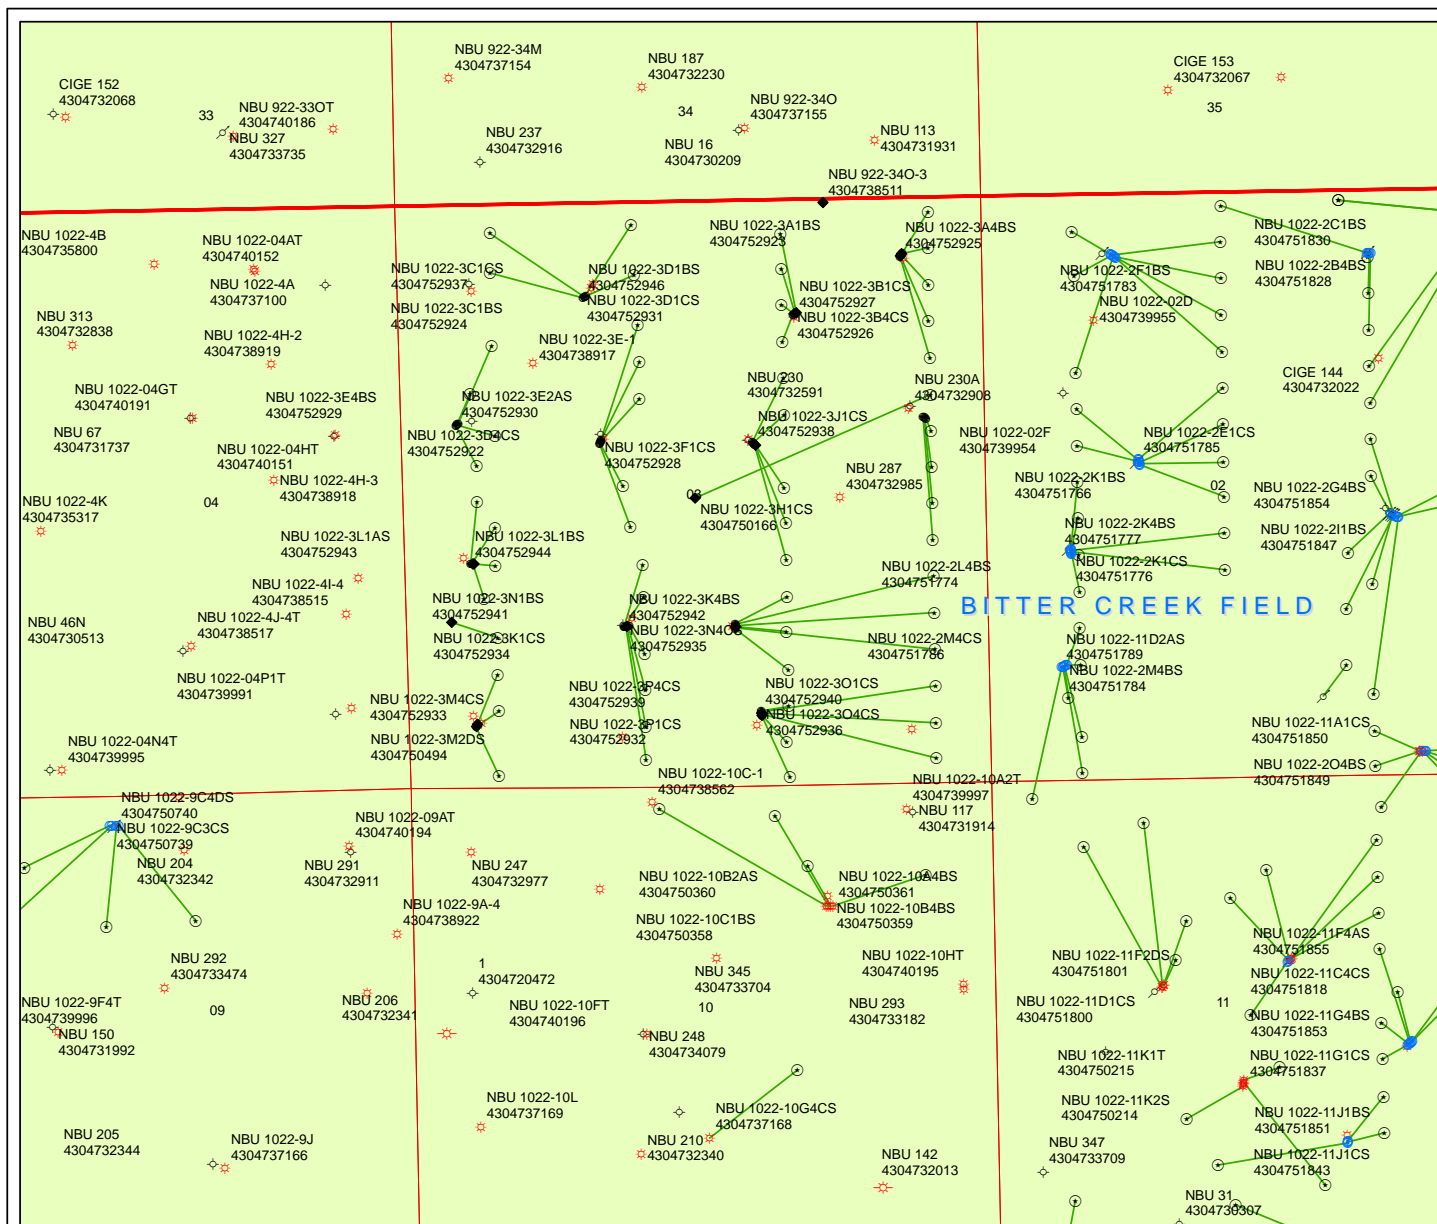 NBU 922-34M
4304737154
NBU 187
4304732230
CIGE 153
4304732067
CIGE 152
4304732068
33
NBU 922-33OT
4304740186
NBU 327
4304733735
34
NBU 922-34O
4304737155
35
NBU 237
4304732916
NBU 16
4304730209
NBU 113
4304731931
NBU 922-34O-3
4304738511
NBU 1022-4B
4304735800
NBU 1022-04AT
4304740152
NBU 1022-4A
4304737100
NBU 1022-3C1CS
4304752937
NBU 1022-3C1BS
4304752924
NBU 1022-3D1BS
4304752946
NBU 1022-3D1CS
4304752931
NBU 1022-3A1BS
4304752923
NBU 1022-3A4BS
4304752925
NBU 1022-3B1CS
4304752927
NBU 1022-3B4CS
4304752926
NBU 1022-2F1BS
4304751783
NBU 1022-02D
4304739955
NBU 1022-2C1BS
4304751830
NBU 1022-2B4BS
4304751828
NBU 313
4304732838
NBU 1022-4H-2
4304738919
NBU 1022-3E-1
4304738917
CIGE 144
4304732022
NBU 1022-04GT
4304740191
NBU 67
4304731737
NBU 1022-3E4BS
4304752929
NBU 1022-3E2AS
4304752930
NBU 1022-3D4CS
4304752922
NBU 1022-3F1CS
4304752928
NBU 230
4304732591
NBU 1022-3J1CS
4304752938
NBU 230A
4304732908
NBU 1022-02F
4304739954
NBU 1022-2E1CS
4304751785
NBU 1022-04HT
4304740151
NBU 1022-4H-3
4304738918
NBU 287
4304732985
NBU 1022-2K1BS
4304751766
02
NBU 1022-2G4BS
4304751854
NBU 1022-4K
4304735317
04
NBU 1022-3H1CS
4304750166
NBU 1022-2K4BS
4304751777
NBU 1022-2K1CS
4304751776
NBU 1022-2I1BS
4304751847
NBU 1022-3L1AS
4304752943
NBU 1022-3L1BS
4304752944
NBU 1022-4I-4
4304738515
NBU 1022-2L4BS
4304751774
BITTER CREEK FIELD
NBU 46N
4304730513
NBU 1022-4J-4T
4304738517
NBU 1022-3N1BS
4304752941
NBU 1022-3K1CS
4304752934
NBU 1022-3K4BS
4304752942
NBU 1022-3N4CS
4304752935
NBU 1022-2M4CS
4304751786
NBU 1022-11D2AS
4304751789
NBU 1022-2M4BS
4304751784
NBU 1022-04P1T
4304739991
NBU 1022-3M4CS
4304752933
NBU 1022-3M2DS
4304750494
NBU 1022-3P4CS
4304752939
NBU 1022-3P1CS
4304752932
NBU 1022-3O1CS
4304752940
NBU 1022-3O4CS
4304752936
NBU 1022-11A1CS
4304751850
NBU 1022-2O4BS
4304751849
NBU 1022-04N4T
4304739995
NBU 1022-10C-1
4304738562
NBU 1022-10A2T
4304739997
NBU 117
4304731914
NBU 1022-9C4DS
4304750740
NBU 1022-9C3CS
4304750739
NBU 204
4304732342
NBU 1022-09AT
4304740194
NBU 291
4304732911
NBU 247
4304732977
NBU 1022-10B2AS
4304750360
NBU 1022-10A4BS
4304750361
NBU 1022-10B4BS
4304750359
NBU 1022-9A-4
4304738922
NBU 1022-10C1BS
4304750358
NBU 1022-11F4AS
4304751855
NBU 292
4304733474
1
4304720472
NBU 345
4304733704
NBU 1022-10HT
4304740195
NBU 1022-11F2DS
4304751801
NBU 1022-11C4CS
4304751818
NBU 1022-9F4T
4304739996
NBU 150
4304731992
09
NBU 206
4304732341
NBU 1022-10FT
4304740196
10
NBU 293
4304733182
NBU 1022-11D1CS
4304751800
11
NBU 1022-11G4BS
4304751853
NBU 248
4304734079
NBU 1022-11K1T
4304750215
NBU 1022-11G1CS
4304751837
NBU 1022-10L
4304737169
NBU 1022-10G4CS
4304737168
NBU 1022-11K2S
4304750214
NBU 1022-11J1BS
4304751851
NBU 205
4304732344
NBU 1022-9J
4304737166
NBU 210
4304732340
NBU 142
4304732013
NBU 347
4304733709
NBU 1022-11J1CS
4304751843
NBU 31
4304730307